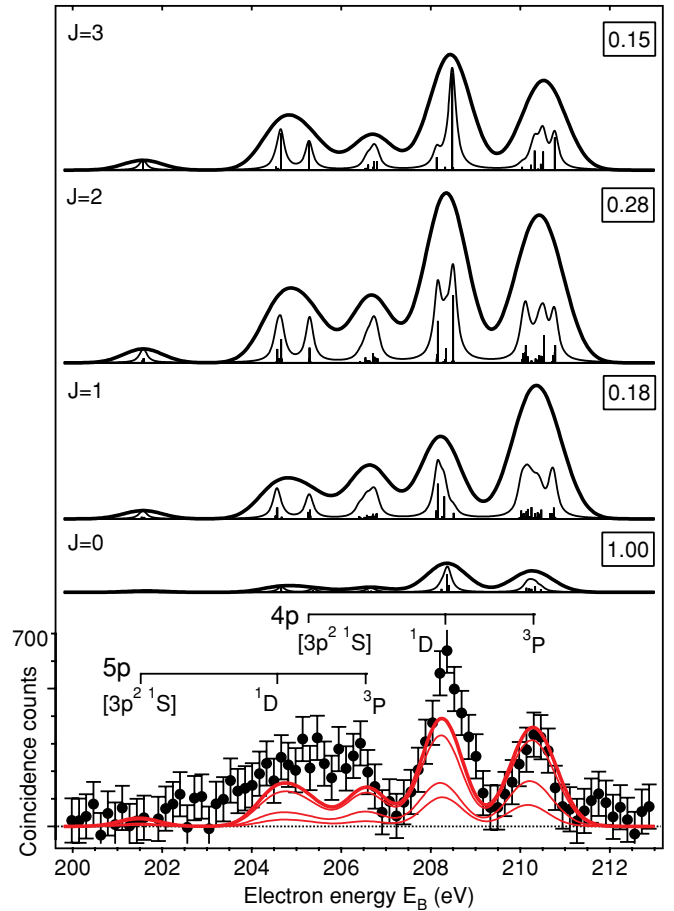 J=3
0.15
J=2
0.28
J=1
0.18
J=0
1.00
4p
[3p² ¹S]
¹D
³P
700
5p
[3p² ¹S]
¹D
³P
Coincidence counts
200 202 204 206 208 210 212
Electron energy E_B (eV)